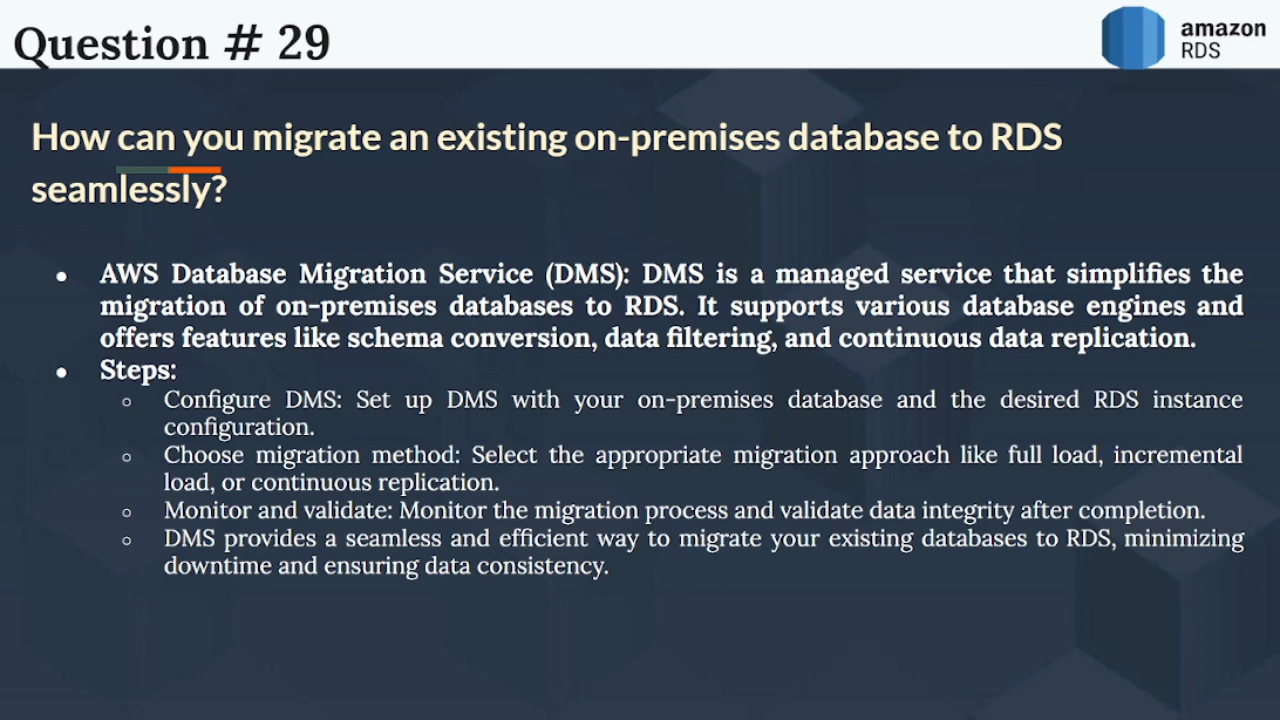 Question # 29
amazon
RDS
How can you migrate an existing on-premises database to RDS
seamlessly?
● AWS Database Migration Service (DMS): DMS is a managed service that simplifies the
migration of on-premises databases to RDS. It supports various database engines and
offers features like schema conversion, data filtering, and continuous data replication.
● Steps:
○ Configure DMS: Set up DMS with your on-premises database and the desired RDS instance
configuration.
○ Choose migration method: Select the appropriate migration approach like full load, incremental
load, or continuous replication.
○ Monitor and validate: Monitor the migration process and validate data integrity after completion.
○ DMS provides a seamless and efficient way to migrate your existing databases to RDS, minimizing
downtime and ensuring data consistency.